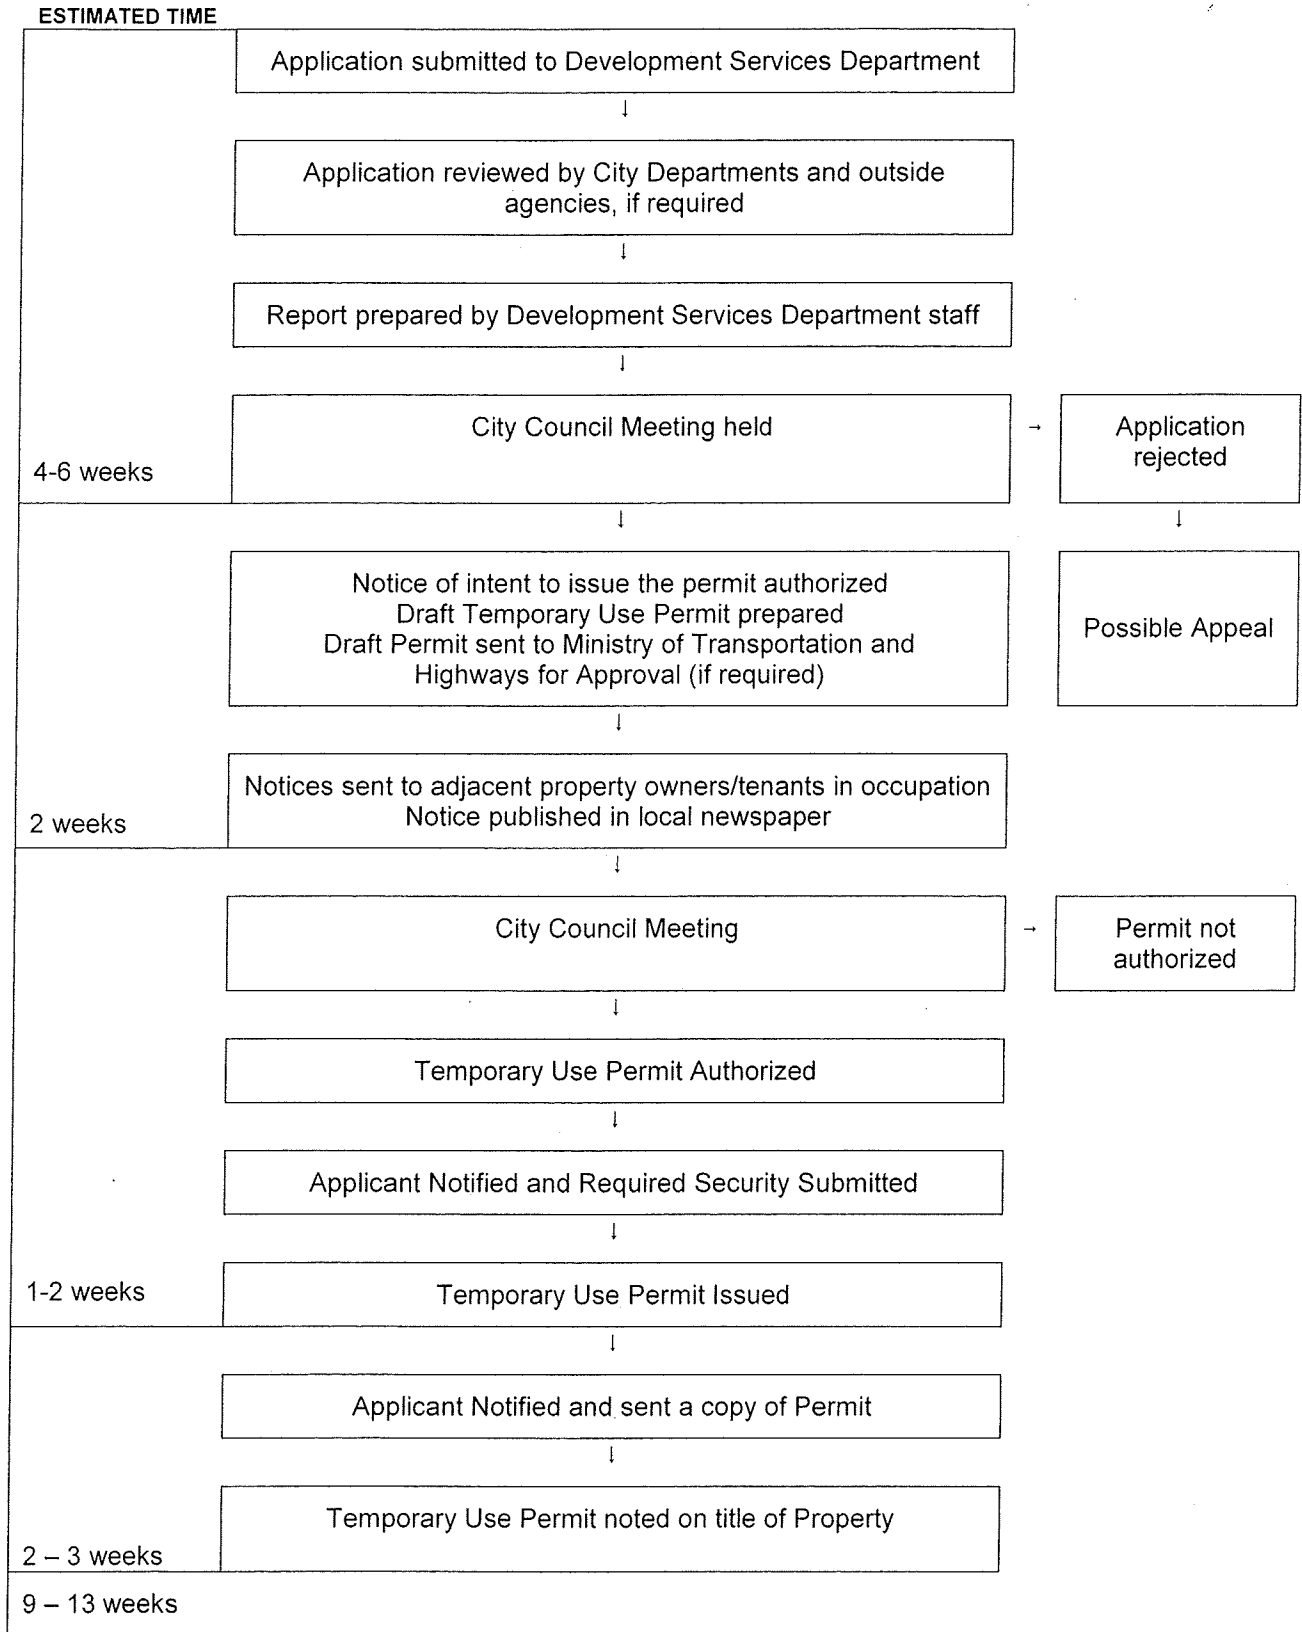 ESTIMATED TIME
Application submitted to Development Services Department
↓
Application reviewed by City Departments and outside
agencies, if required
↓
Report prepared by Development Services Department staff
↓
City Council Meeting held
→
Application
rejected
4-6 weeks
↓
↓
Notice of intent to issue the permit authorized
Draft Temporary Use Permit prepared
Draft Permit sent to Ministry of Transportation and
Highways for Approval (if required)
Possible Appeal
↓
Notices sent to adjacent property owners/tenants in occupation
Notice published in local newspaper
2 weeks
↓
City Council Meeting
→
Permit not
authorized
↓
Temporary Use Permit Authorized
↓
Applicant Notified and Required Security Submitted
↓
1-2 weeks
Temporary Use Permit Issued
↓
Applicant Notified and sent a copy of Permit
↓
Temporary Use Permit noted on title of Property
2 – 3 weeks
9 – 13 weeks